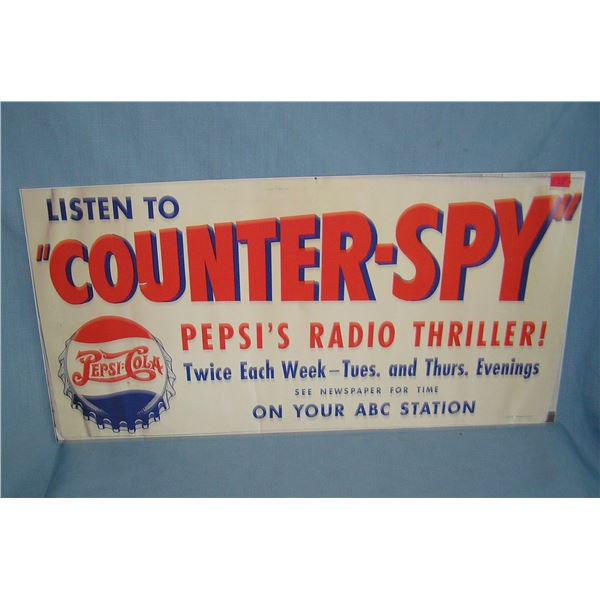 LISTEN TO
"COUNTER-SPY"
PEPSI'S RADIO THRILLER!
PEPSI-COLA
Twice Each Week—Tues. and Thurs. Evenings
SEE NEWSPAPER FOR TIME
ON YOUR ABC STATION